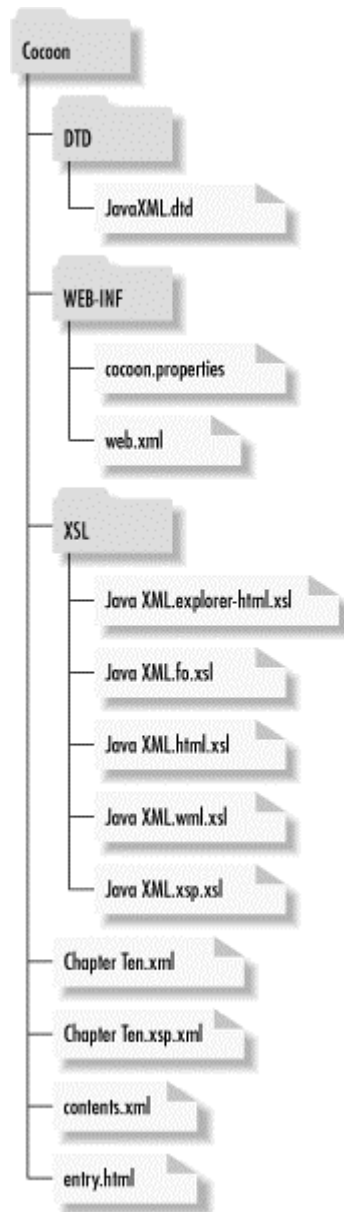 Cocoon
DTD
JavaXML.dtd
WEB-INF
cocoon.properties
web.xml
XSL
Java XML.explorer-html.xsl
Java XML.fo.xsl
Java XML.html.xsl
Java XML.wml.xsl
Java XML.xsp.xsl
Chapter Ten.xml
Chapter Ten.xsp.xml
contents.xml
entry.html